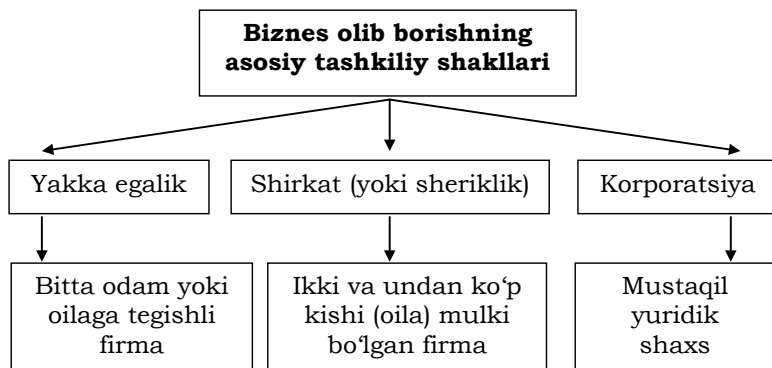 Biznes olib borishning
asosiy tashkiliy shakllari
Yakka egalik
Shirkat (yoki sheriklik)
Korporatsiya
Bitta odam yoki
oilaga tegishli
firma
Ikki va undan ko‘p
kishi (oila) mulki
bo‘lgan firma
Mustaqil
yuridik
shaxs